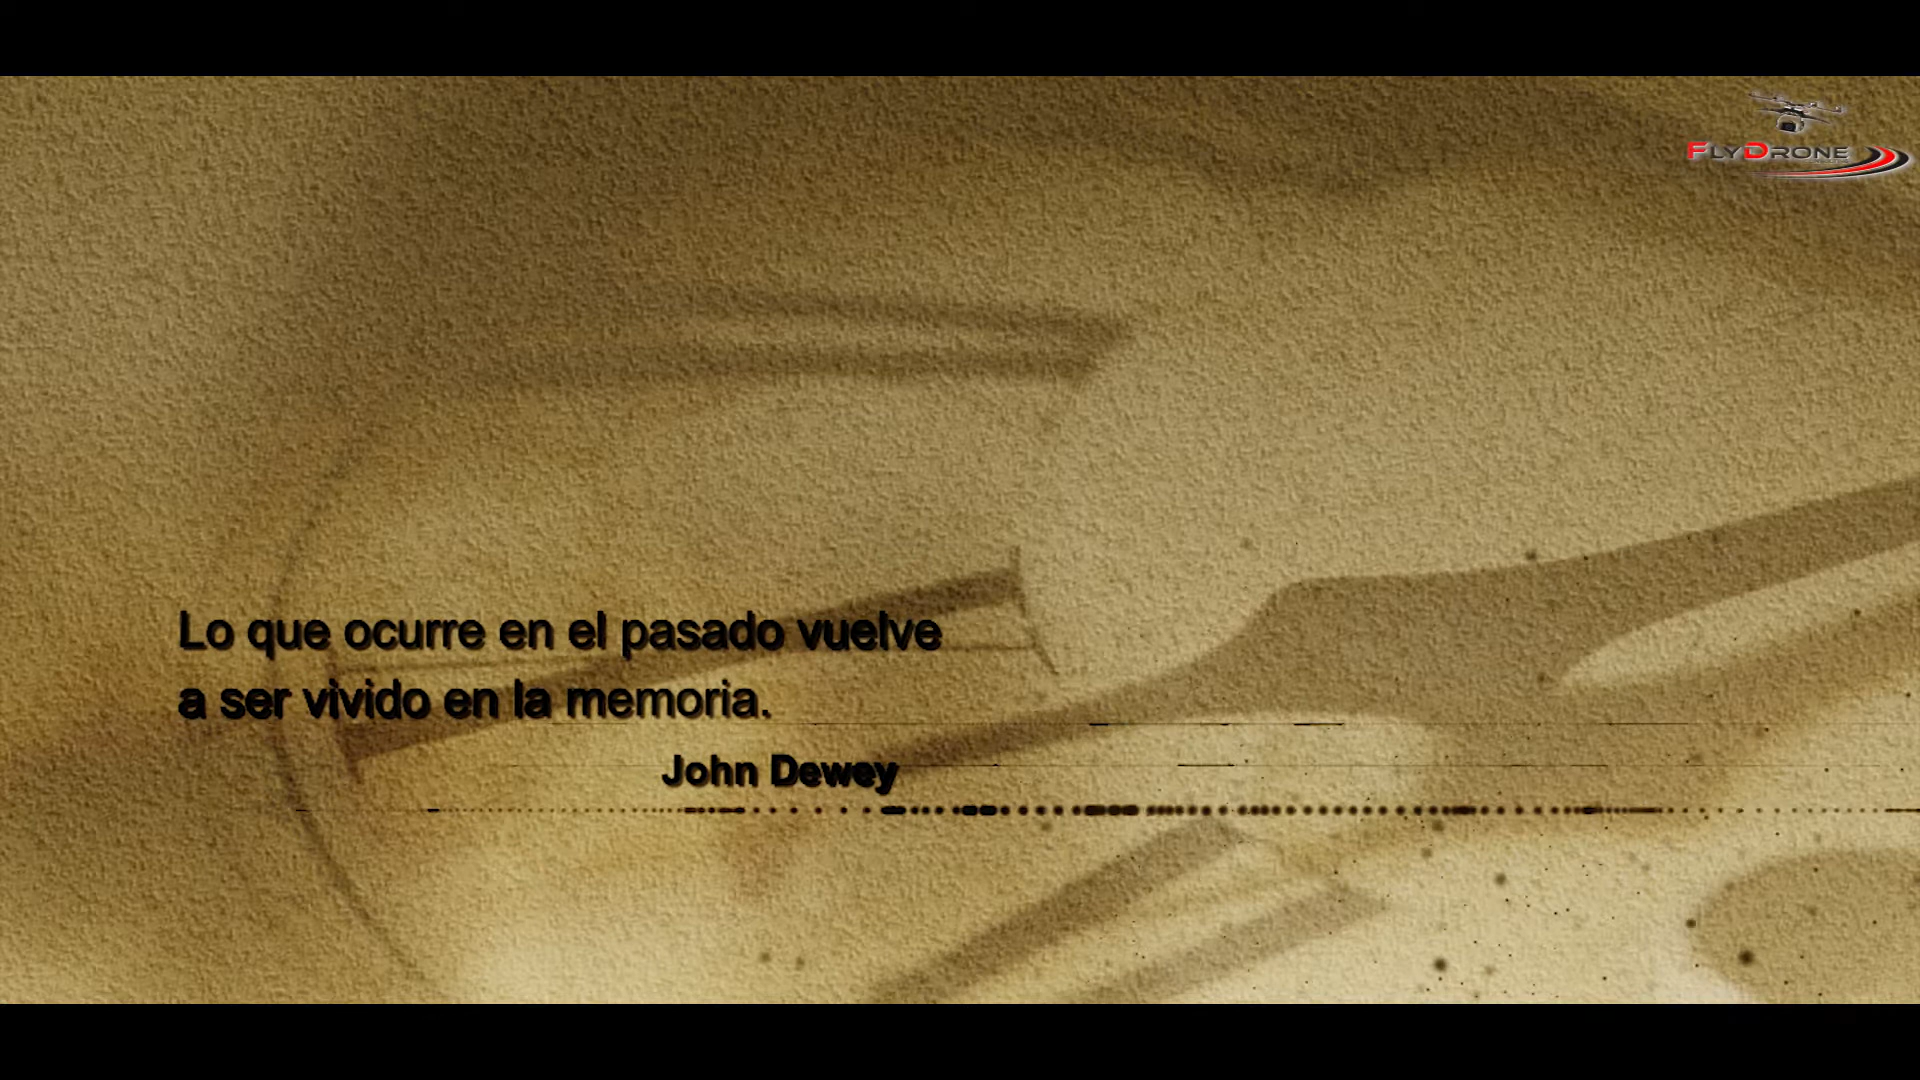 FLYDRONE
Lo que ocurre en el pasado vuelve
a ser vivido en la memoria.
John Dewey